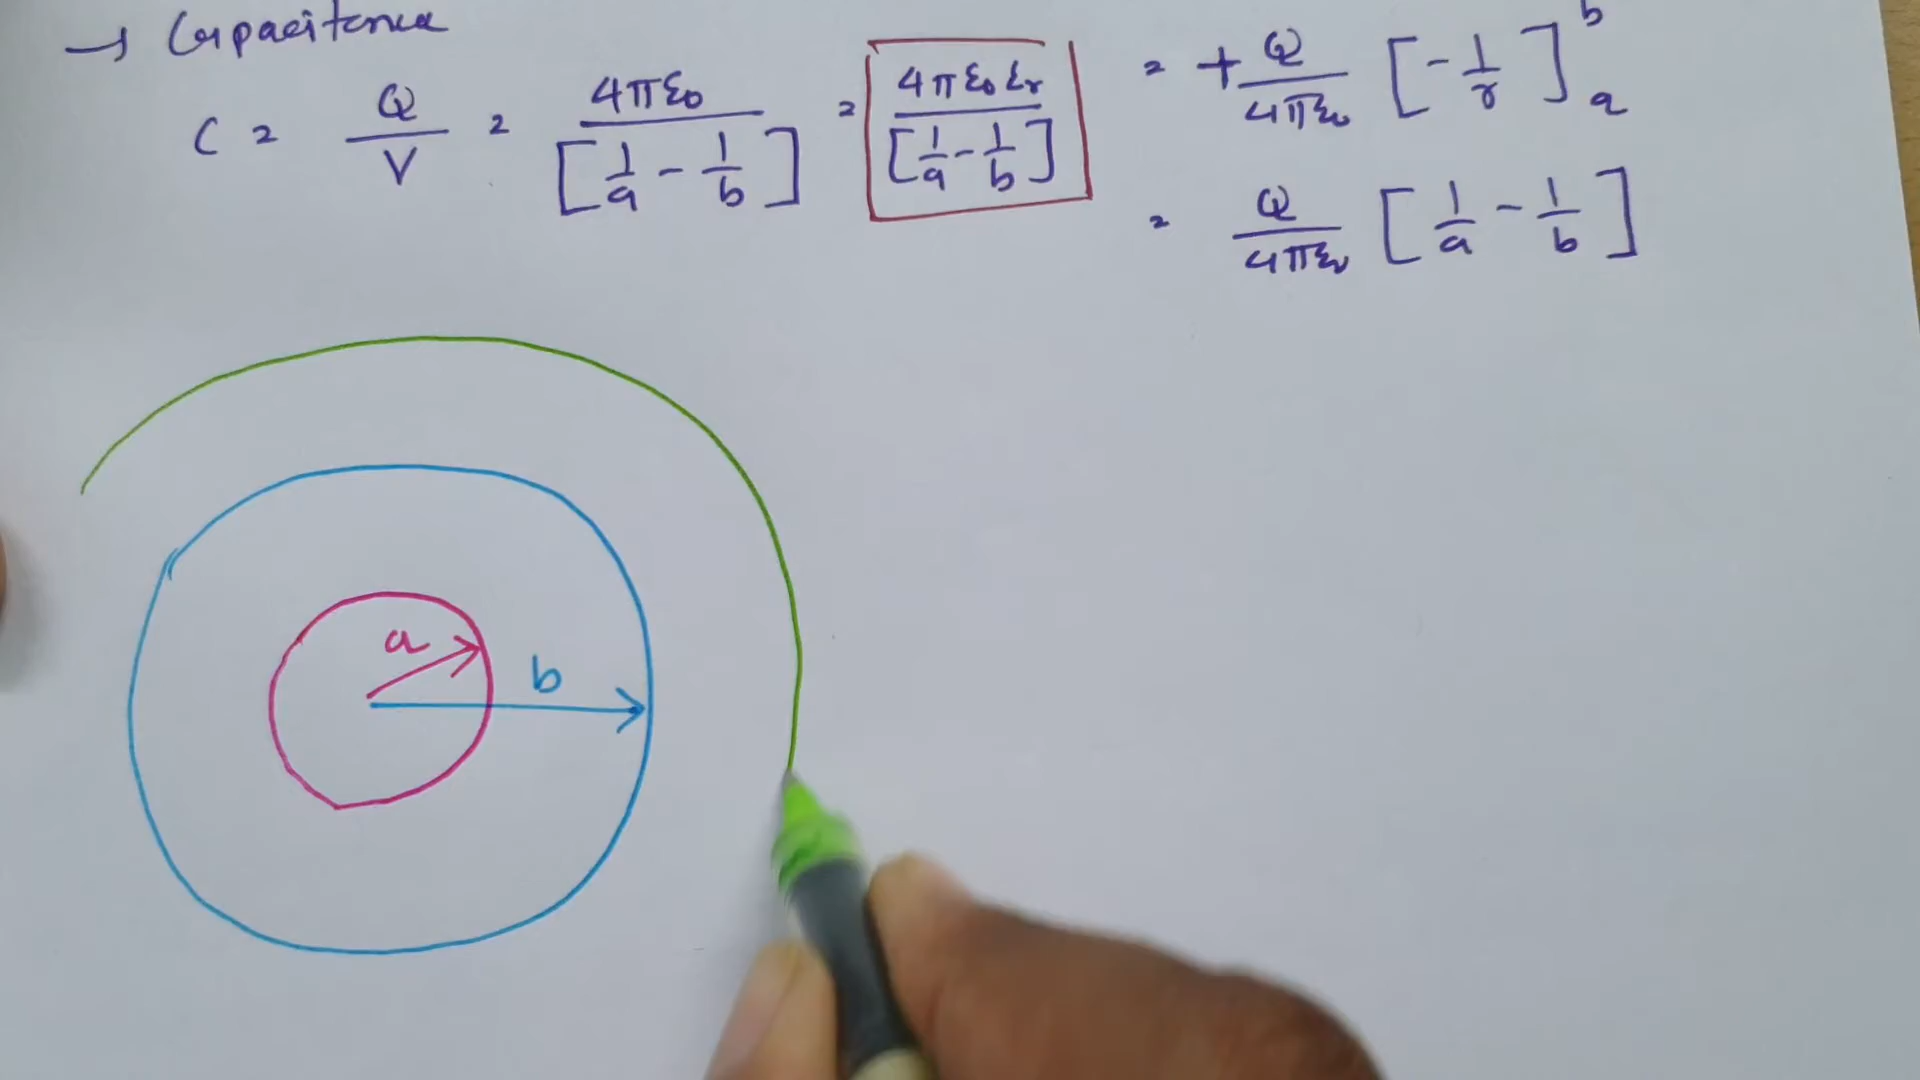 → Capacitance
C = Q/V = 4πε₀/[1/a - 1/b] = 4πε₀εr/[1/a - 1/b]
= +Q/4πε₀ [-1/r]ₐᵇ
= Q/4πε₀ [1/a - 1/b]
a
b